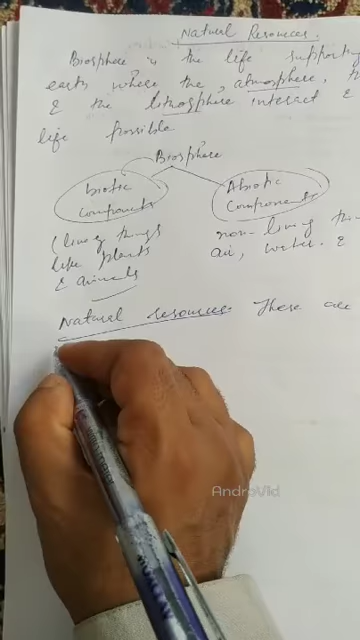 Natural Resources.
Biosphere is the life supporting
earth where the, atmosphere,
& the lithosphere interact &
life possible
Biosphere
biotic components
Abiotic Components
(living things
like plants
& animals
non-living
air, water &
Natural resources. These are
AndroVid